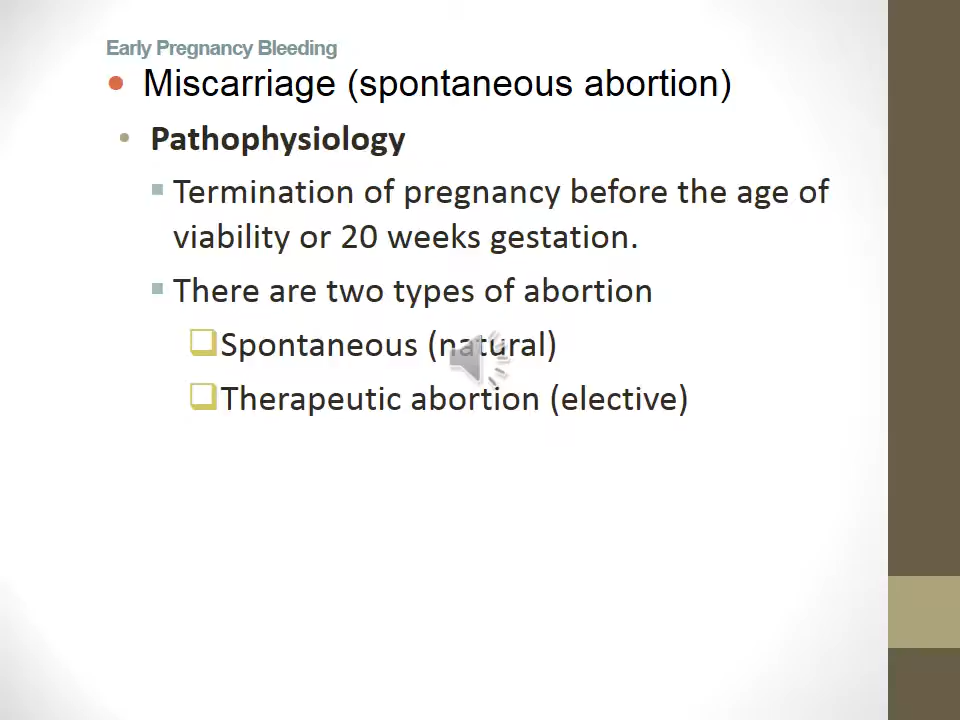 Early Pregnancy Bleeding
Miscarriage (spontaneous abortion)
Pathophysiology
Termination of pregnancy before the age of
viability or 20 weeks gestation.
There are two types of abortion
Spontaneous (natural)
Therapeutic abortion (elective)